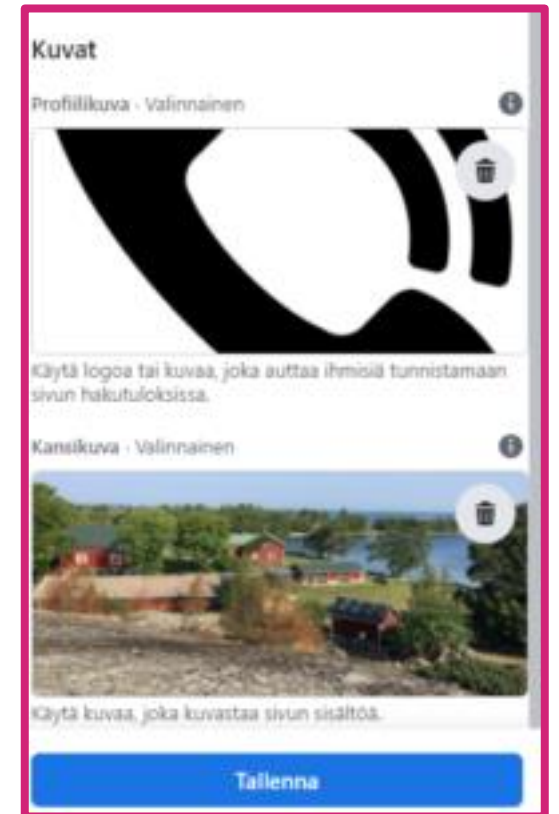 Kuvat
Profiilikuva · Valinnainen
Käytä logoa tai kuvaa, joka auttaa ihmisiä tunnistamaan
sivun hakutuloksissa.
Kansikuva · Valinnainen
Käytä kuvaa, joka kuvastaa sivun sisältöä.
Tallenna